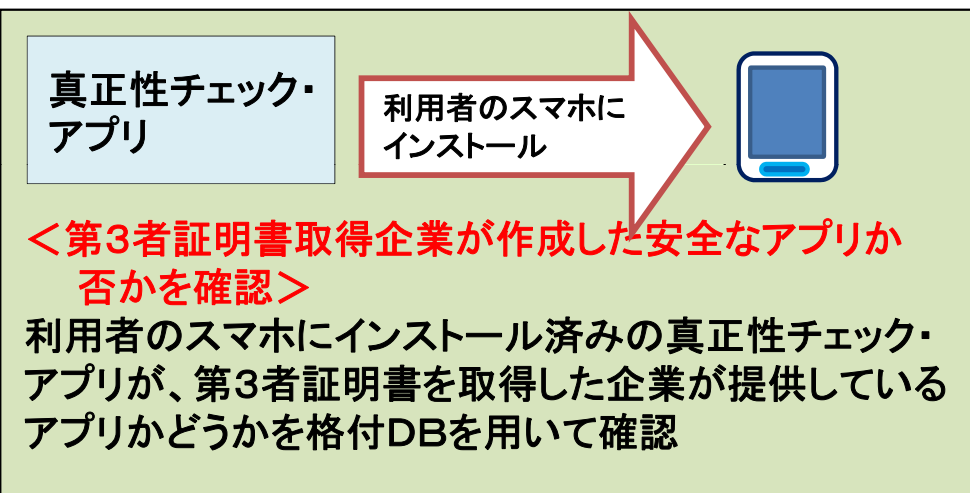 真正性チェック・
アプリ
利用者のスマホに
インストール
＜第３者証明書取得企業が作成した安全なアプリか
否かを確認＞
利用者のスマホにインストール済みの真正性チェック・
アプリが、第３者証明書を取得した企業が提供している
アプリかどうかを格付ＤＢを用いて確認